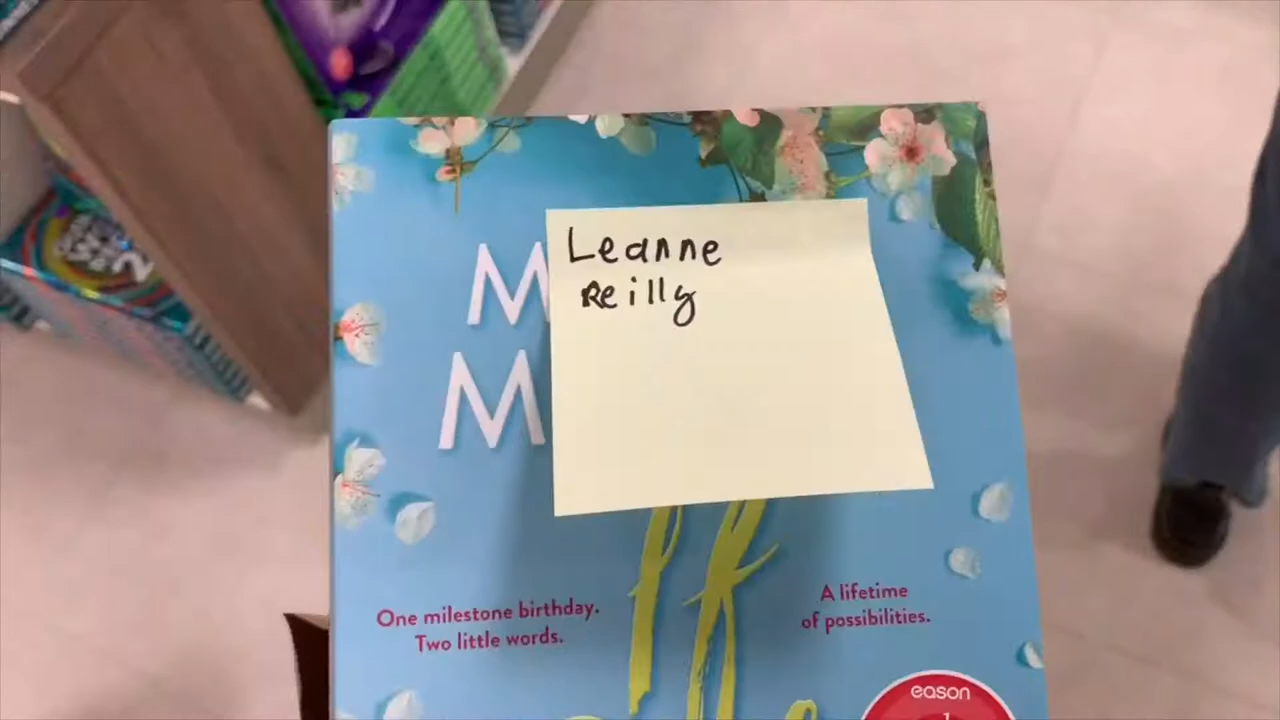 Leanne
Reilly
M
M
One milestone birthday.
Two little words.
A lifetime
of possibilities.
eason